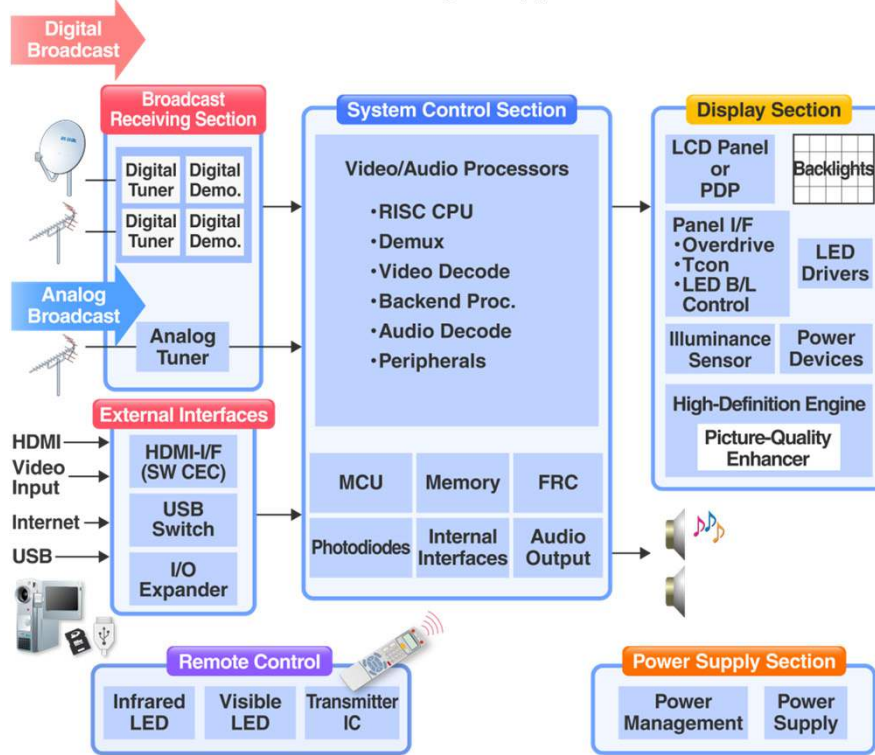 Digital
Broadcast
Broadcast
Receiving Section
Digital
Tuner
Digital
Demo.
Digital
Tuner
Digital
Demo.
Analog
Broadcast
Analog
Tuner
External Interfaces
HDMI
Video
Input
Internet
USB
HDMI-I/F
(SW CEC)
USB
Switch
I/O
Expander
System Control Section
Video/Audio Processors
•RISC CPU
•Demux
•Video Decode
•Backend Proc.
•Audio Decode
•Peripherals
MCU
Memory
FRC
Photodiodes
Internal
Interfaces
Audio
Output
Display Section
LCD Panel
or
PDP
Backlights
Panel I/F
•Overdrive
•Tcon
•LED B/L
Control
LED
Drivers
Illuminance
Sensor
Power
Devices
High-Definition Engine
Picture-Quality
Enhancer
Remote Control
Infrared
LED
Visible
LED
Transmitter
IC
Power Supply Section
Power
Management
Power
Supply